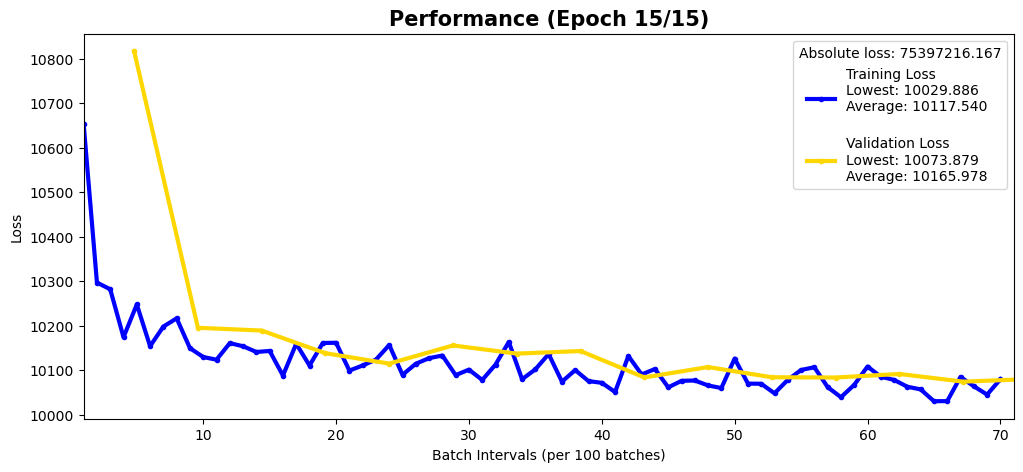 Performance (Epoch 15/15)
Absolute loss: 75397216.167
Training Loss
Lowest: 10029.886
Average: 10117.540
Validation Loss
Lowest: 10073.879
Average: 10165.978
Loss
10800
10700
10600
10500
10400
10300
10200
10100
10000
10 20 30 40 50 60 70
Batch Intervals (per 100 batches)